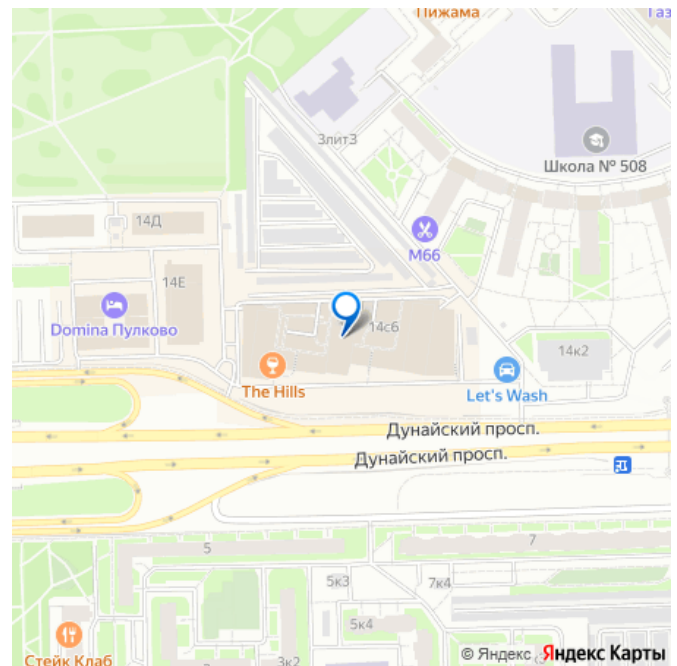 Пижама
Газ
3литЗ
Школа № 508
14Д
М66
14Е
Domina Пулково
14с6
14к2
The Hills
Let's Wash
Дунайский просп.
Дунайский просп.
5
7
5к3
7к4
5к4
Стейк Клаб
3к2
© Яндекс Яндекс Карты